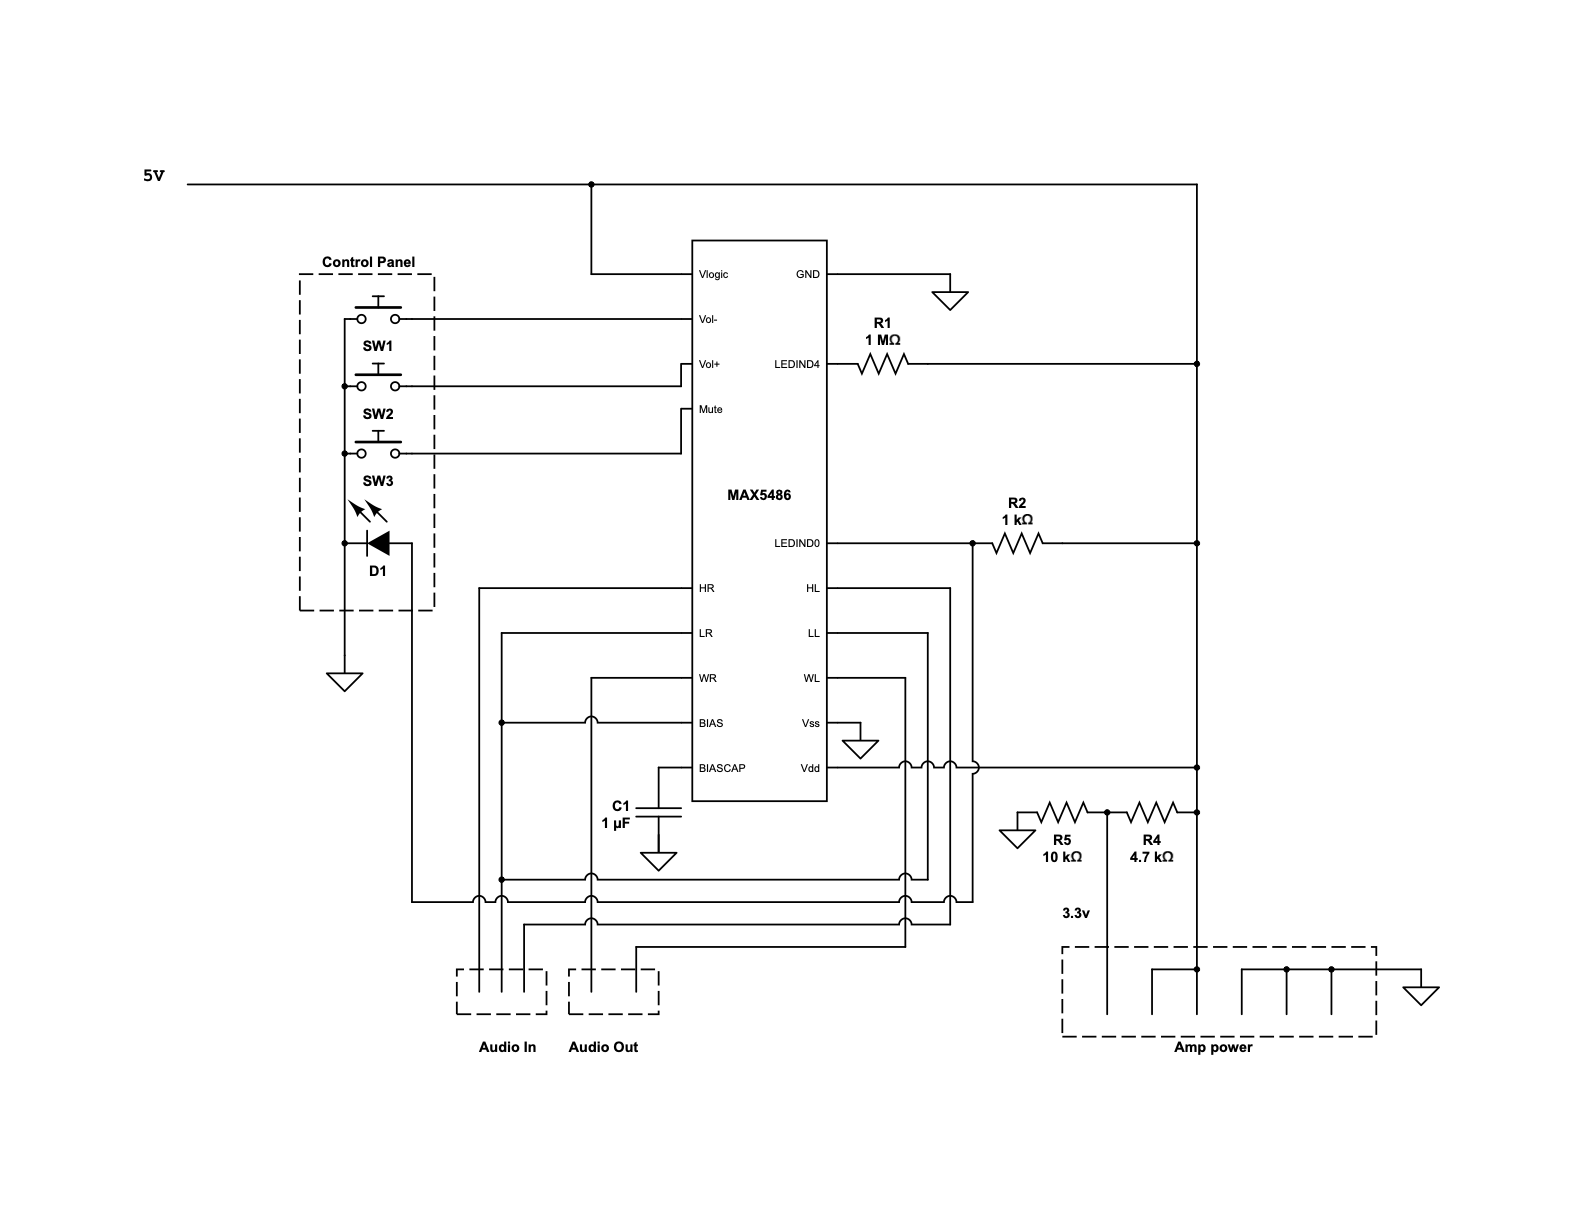 5V
Control Panel
SW1
SW2
SW3
D1
Vlogic
Vol-
Vol+
Mute
MAX5486
HR
LR
WR
BIAS
BIASCAP
GND
LEDIND4
LEDIND0
HL
LL
WL
Vss
Vdd
R1
1 MΩ
R2
1 kΩ
C1
1 µF
R5
10 kΩ
R4
4.7 kΩ
3.3v
Audio In
Audio Out
Amp power